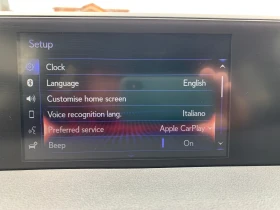 Setup
Clock
Language English
Customise home screen
Voice recognition lang. Italiano
Preferred service Apple CarPlay
Beep On